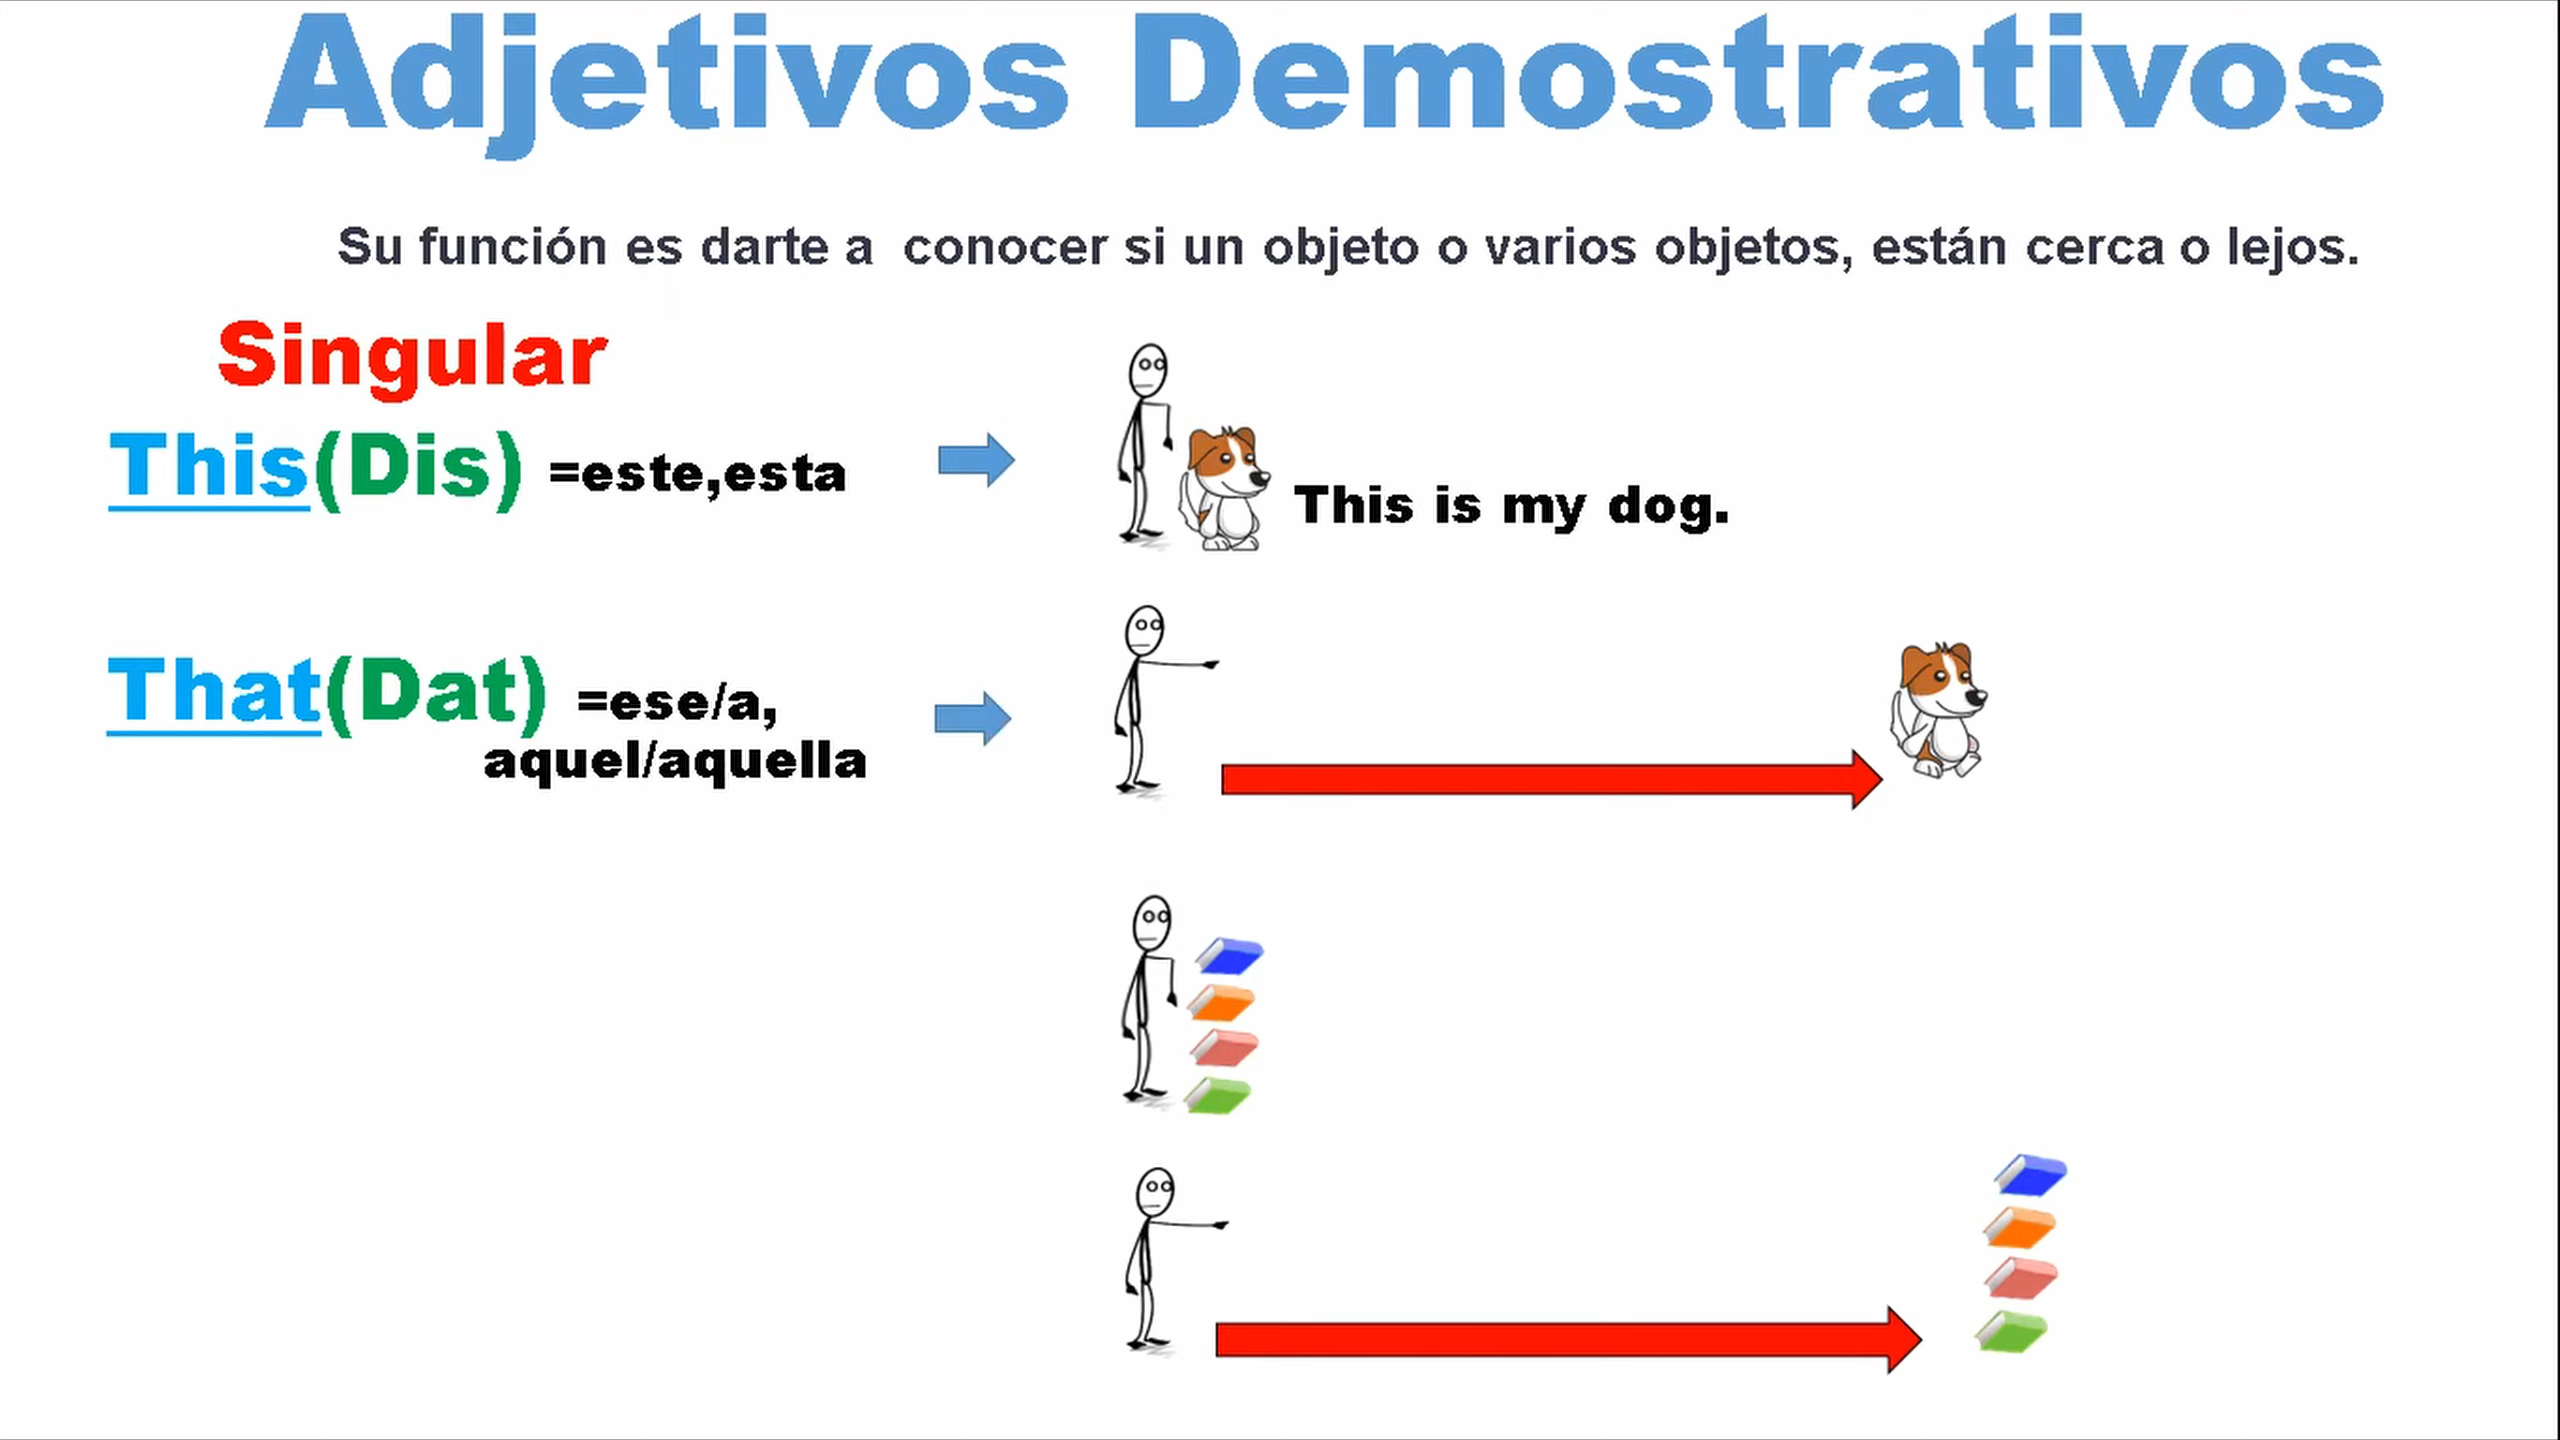 Adjetivos Demostrativos
Su función es darte a conocer si un objeto o varios objetos, están cerca o lejos.
Singular
This(Dis) =este,esta
This is my dog.
That(Dat) =ese/a,
aquel/aquella